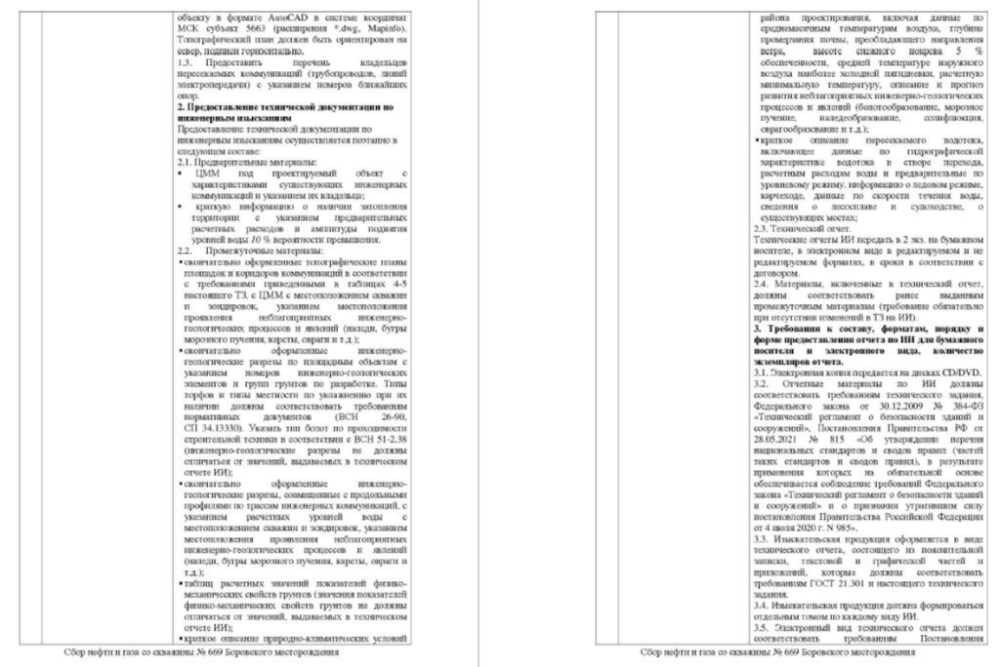 объекту в формате AutoCAD в системе координат
МСК субъект 5663 (расширения *.dwg, Mapinfo).
Топографический план должен быть ориентирован на
север, подписи горизонтально.
1.3. Предоставить перечень владельцев
пересекаемых коммуникаций (трубопроводов, линий
электропередачи) с указанием номеров ближайших
опор.
2. Предоставление технической документации по
инженерным изысканиям
Предоставление технической документации по
инженерным изысканиям осуществляется поэтапно в
следующем составе:
2.1. Предварительные материалы:
▪ ЦММ под проектируемый объект с
характеристиками существующих инженерных
коммуникаций и указанием их владельца;
▪ краткую информацию о наличии затопления
территории с указанием предварительных
расчетных расходов и амплитуды поднятия
уровней воды 10 % вероятности превышения.
2.2. Промежуточные материалы:
▪окончательно оформленные топографические планы
площадок и коридоров коммуникаций в соответствии
с требованиями приведенными в таблицах 4-5
настоящего ТЗ, с ЦММ с местоположением скважин
и зондировок, указанием местоположения
проявления неблагоприятных инженерно-
геологических процессов и явлений (наледи, бугры
морозного пучения, карсты, овраги и т.д.);
▪окончательно оформленные инженерно-
геологические разрезы по площадным объектам с
указанием номеров инженерно-геологических
элементов и групп грунтов по разработке. Типы
торфов и типы местности по увлажнению при их
наличии должны соответствовать требованиям
нормативных документов (ВСН 26-90,
СП 34.13330). Указать тип болот по проходимости
строительной техники в соответствии с ВСН 51-2.38
(инженерно-геологические разрезы не должны
отличаться от значений, выдаваемых в техническом
отчете ИИ);
▪окончательно оформленные инженерно-
геологические разрезы, совмещенные с продольными
профилями по трассам инженерных коммуникаций, с
указанием расчетных уровней воды с
местоположением скважин и зондировок, указанием
местоположения проявления неблагоприятных
инженерно-геологических процессов и явлений
(наледи, бугры морозного пучения, карсты, овраги и
т.д.);
▪таблиц расчетных значений показателей физико-
механических свойств грунтов (значения показателей
физико-механических свойств грунтов не должны
отличаться от значений, выдаваемых в техническом
отчете ИИ);
▪краткое описание природно-климатических условий
Сбор нефти и газа со скважины № 669 Боровского месторождения
района проектирования, включая данные по
среднемесячным температурам воздуха, глубине
промерзания почвы, преобладающего направления
ветра, высоте снежного покрова 5 %
обеспеченности, средней температуре наружного
воздуха наиболее холодной пятидневки, расчетную
минимальную температуру, описание и прогноз
развития неблагоприятных инженерно-геологических
процессов и явлений (болотообразование, морозное
пучение, наледеобразование, солифлюкция,
оврагообразование и т.д.);
▪краткое описание пересекаемого водотока,
включающее данные по гидрографической
характеристике водотока в створе перехода,
расчетным расходам воды и предварительные по
уровневому режиму, информацию о ледовом режиме,
карчеходе, данные по скорости течения воды,
сведения о лесосплаве и судоходстве, о
существующих мостах;
2.3. Технический отчет.
Технические отчеты ИИ передать в 2 экз. на бумажном
носителе, в электронном виде в редактируемом и не
редактируемом форматах, в сроки в соответствии с
договором.
2.4. Материалы, включенные в технический отчет,
должны соответствовать ранее выданным
промежуточным материалам (требование обязательно
при отсутствии изменений в ТЗ на ИИ).
3. Требования к составу, форматам, порядку и
форме предоставления отчета по ИИ для бумажного
носителя и электронного вида, количество
экземпляров отчета.
3.1. Электронная копия передается на дисках CD/DVD.
3.2. Отчетные материалы по ИИ должны
соответствовать требованиям технического задания,
Федерального закона от 30.12.2009 № 384-ФЗ
«Технический регламент о безопасности зданий и
сооружений», Постановления Правительства РФ от
28.05.2021 № 815 «Об утверждении перечня
национальных стандартов и сводов правил (частей
таких стандартов и сводов правил), в результате
применения которых на обязательной основе
обеспечивается соблюдение требований Федерального
закона «Технический регламент о безопасности зданий
и сооружений» и о признании утратившим силу
постановления Правительства Российской Федерации
от 4 июля 2020 г. N 985».
3.3. Изыскательская продукция оформляется в виде
технического отчета, состоящего из пояснительной
записки, текстовой и графической частей и
приложений, которые должны соответствовать
требованиям ГОСТ 21.301 и настоящего технического
задания.
3.4. Изыскательская продукция должна формироваться
отдельным томом по каждому виду ИИ.
3.5. Электронный вид технического отчета должен
соответствовать требованиям Постановления
Сбор нефти и газа со скважины № 669 Боровского месторождения